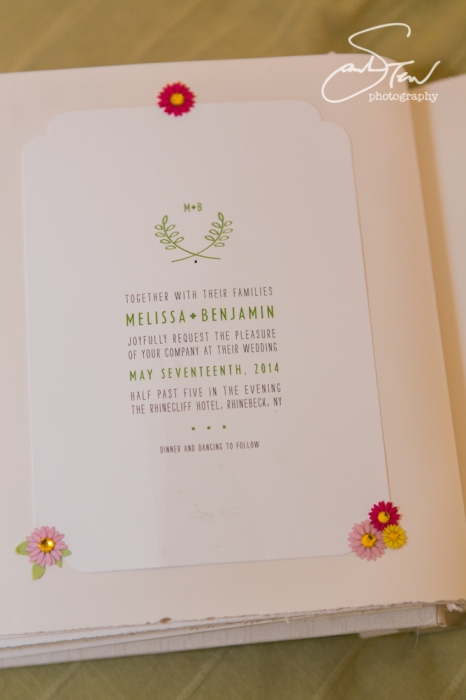 photography
M+B
TOGETHER WITH THEIR FAMILIES
MELISSA+BENJAMIN
JOYFULLY REQUEST THE PLEASURE
OF YOUR COMPANY AT THEIR WEDDING
MAY SEVENTEENTH, 2014
HALF PAST FIVE IN THE EVENING
THE RHINECLIFF HOTEL, RHINEBECK, NY
DINNER AND DANCING TO FOLLOW